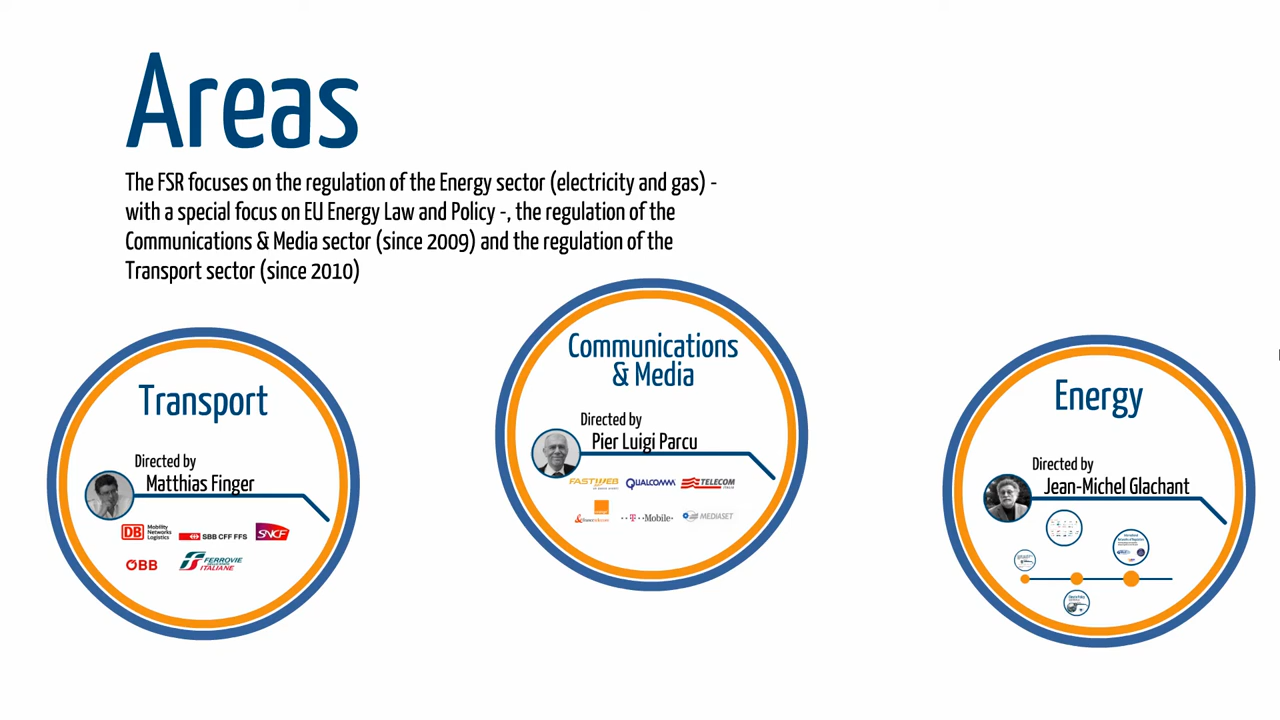 Areas
The FSR focuses on the regulation of the Energy sector (electricity and gas) -
with a special focus on EU Energy Law and Policy -, the regulation of the
Communications & Media sector (since 2009) and the regulation of the
Transport sector (since 2010)
Transport
Directed by
Matthias Finger
DB Mobility
Networks
Logistics
SBB CFF FFS
SNCF
ÖBB
FERROVIE
ITALIANE
Communications
& Media
Directed by
Pier Luigi Parcu
FASTWEB
QUALCOMM
TELECOM
T··Mobile·
MEDIASET
Energy
Directed by
Jean-Michel Glachant